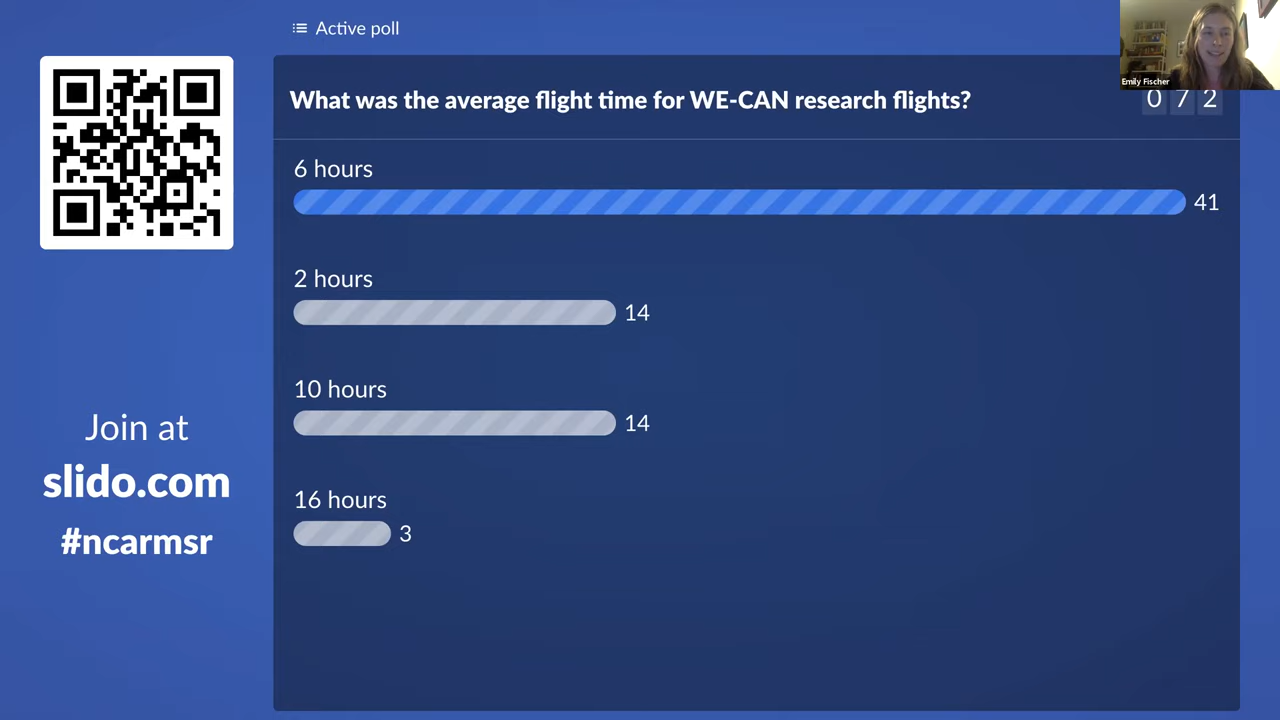 Active poll
Emily Fischer
What was the average flight time for WE-CAN research flights?
0 7 2
6 hours
41
2 hours
14
10 hours
14
16 hours
3
Join at
slido.com
#ncarmsr